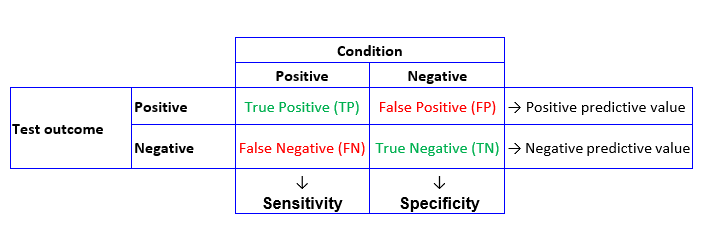 Condition
Positive Negative
Test outcome
Positive True Positive (TP) False Positive (FP) → Positive predictive value
Negative False Negative (FN) True Negative (TN) → Negative predictive value
↓ ↓
Sensitivity Specificity